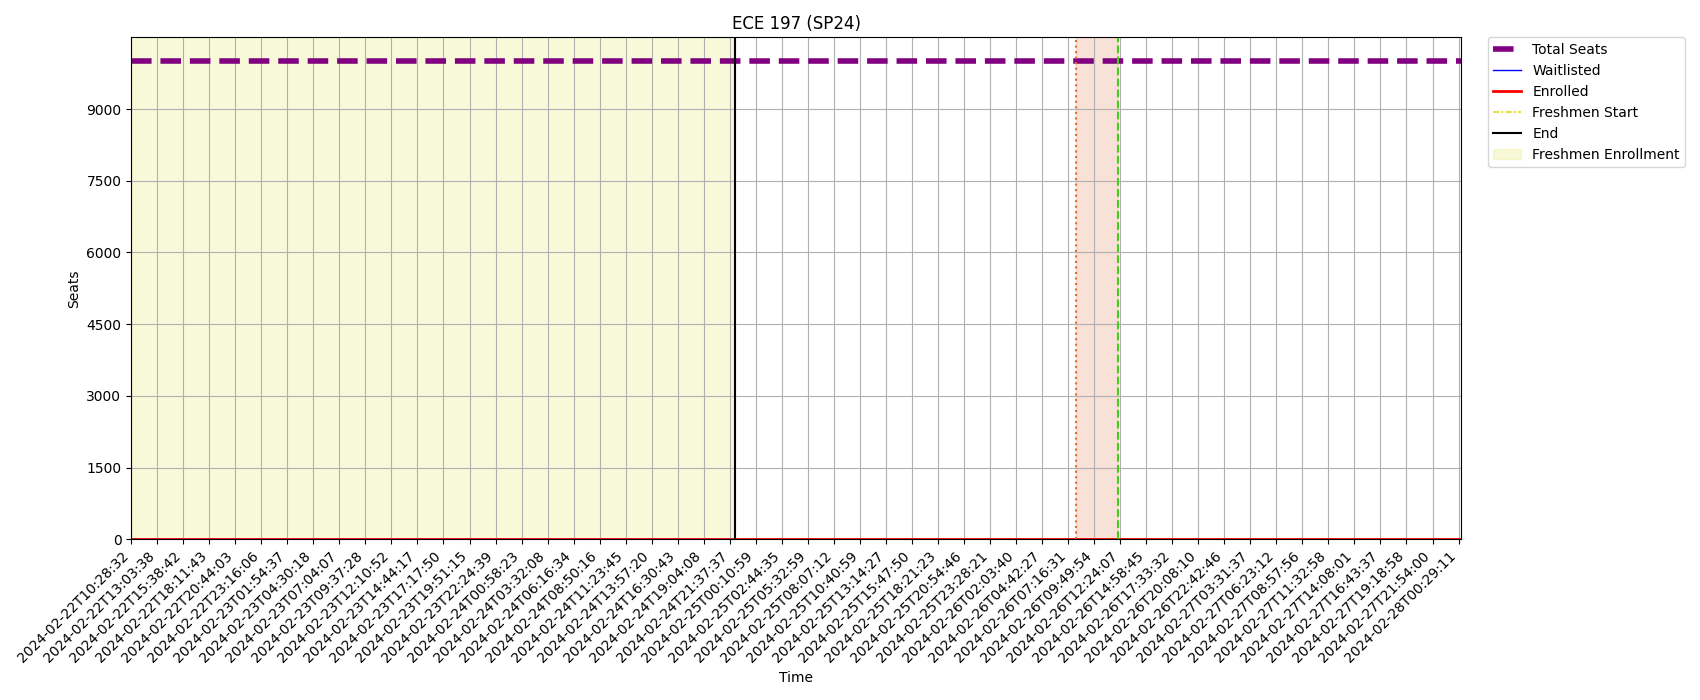 ECE 197 (SP24)
Total Seats
Waitlisted
Enrolled
Freshmen Start
End
Freshmen Enrollment
Seats
9000
7500
6000
4500
3000
1500
0
2024-02-22T10:28:32
2024-02-22T13:03:38
2024-02-22T15:38:42
2024-02-22T18:11:43
2024-02-22T20:44:03
2024-02-22T23:16:06
2024-02-23T01:54:37
2024-02-23T04:30:18
2024-02-23T07:04:07
2024-02-23T09:37:28
2024-02-23T12:10:52
2024-02-23T14:44:17
2024-02-23T17:17:50
2024-02-23T19:51:15
2024-02-23T22:24:39
2024-02-24T00:58:23
2024-02-24T03:32:08
2024-02-24T06:16:34
2024-02-24T08:50:16
2024-02-24T11:23:45
2024-02-24T13:57:20
2024-02-24T16:30:43
2024-02-24T19:04:08
2024-02-24T21:37:37
2024-02-25T00:10:59
2024-02-25T02:44:35
2024-02-25T05:32:59
2024-02-25T08:07:12
2024-02-25T10:40:59
2024-02-25T13:14:27
2024-02-25T15:47:50
2024-02-25T18:21:23
2024-02-25T20:54:46
2024-02-25T23:28:21
2024-02-26T02:03:40
2024-02-26T04:42:27
2024-02-26T07:16:31
2024-02-26T09:49:54
2024-02-26T12:24:07
2024-02-26T14:58:45
2024-02-26T17:33:32
2024-02-26T20:08:10
2024-02-26T22:42:46
2024-02-27T03:31:37
2024-02-27T06:23:12
2024-02-27T08:57:56
2024-02-27T11:32:58
2024-02-27T14:08:01
2024-02-27T16:43:37
2024-02-27T19:18:58
2024-02-27T21:54:00
2024-02-28T00:29:11
Time